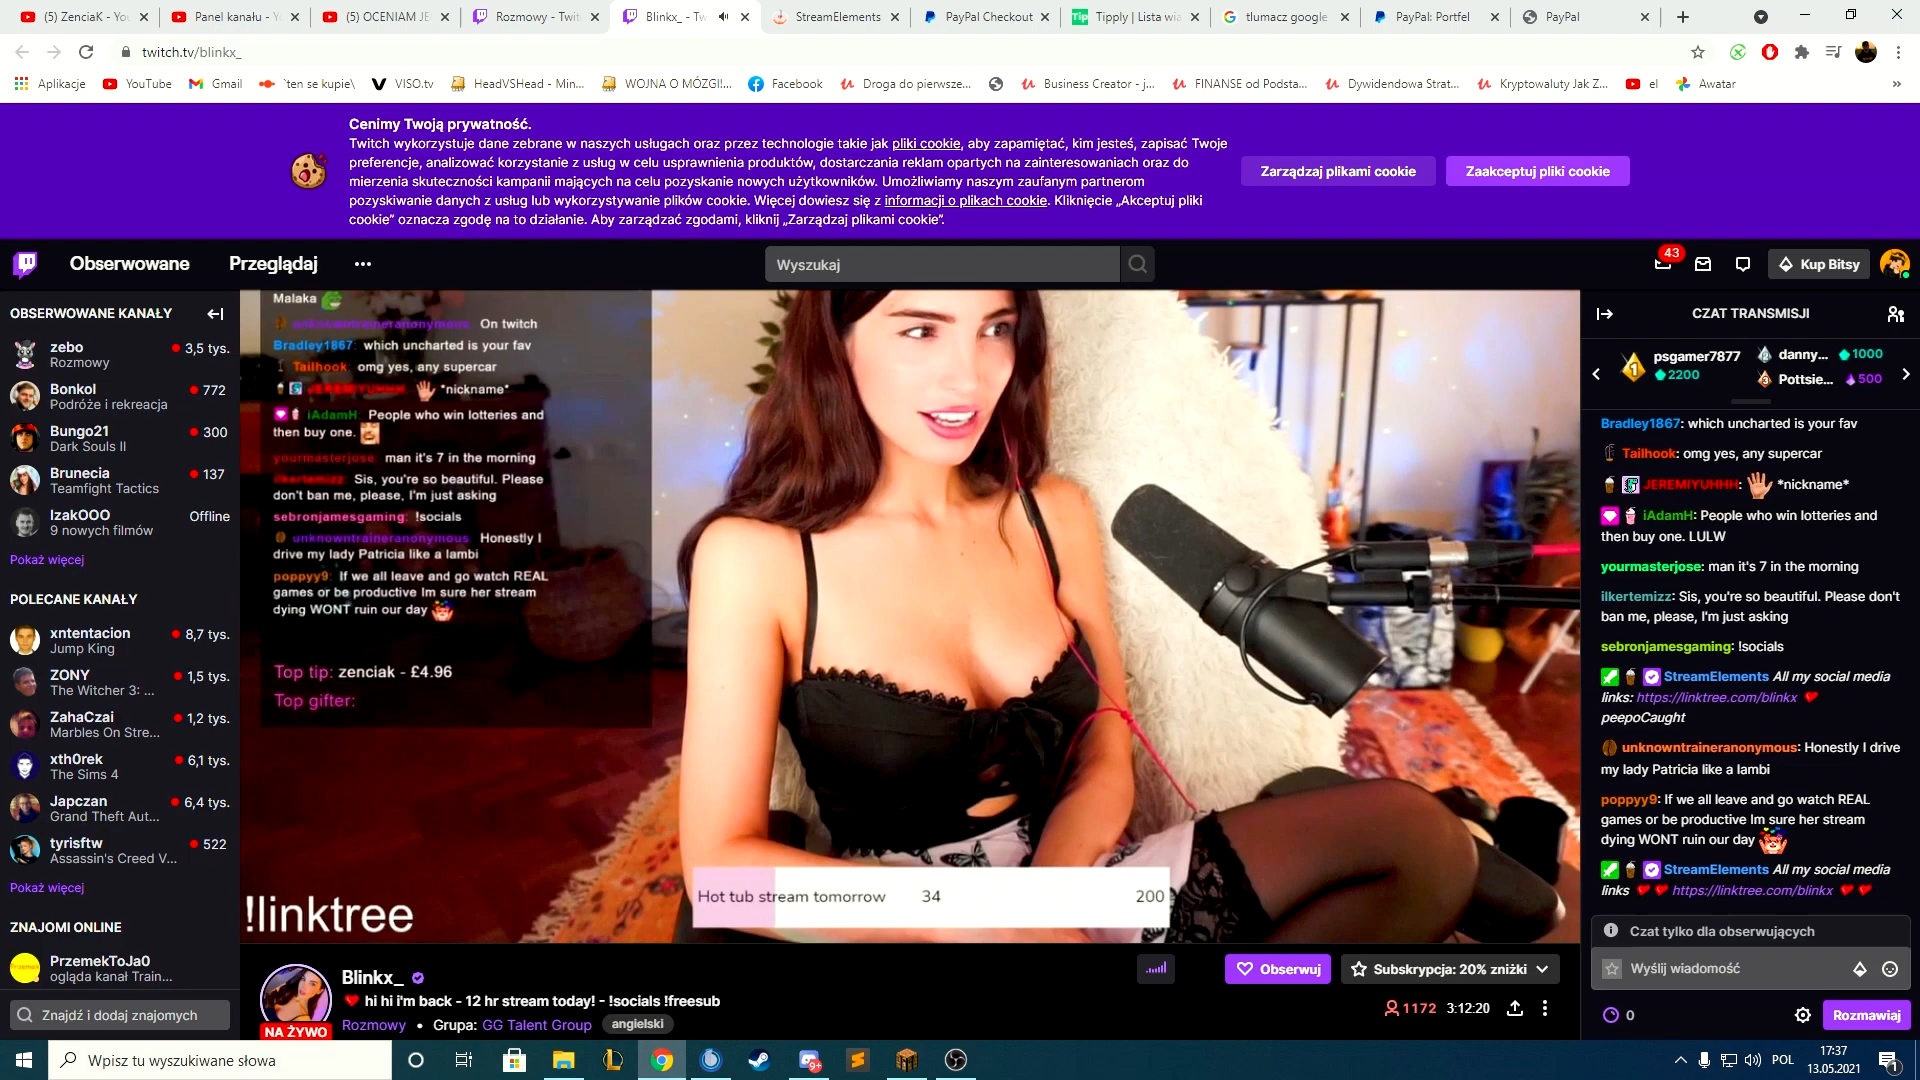 (5) ZenciaK - You
Panel kanału - Y
(5) OCENIAM JE
Rozmowy - Twit
Blinkx_ - Tw
StreamElements
PayPal Checkout
Tipply | Lista wia
tlumacz google
PayPal: Portfel
PayPal
twitch.tv/blinkx_
Aplikacje
YouTube
Gmail
`ten se kupie\
VISO.tv
HeadVSHead - Min...
WOJNA O MÓZG!!...
Facebook
Droga do pierwsze...
Business Creator - j...
FINANSE od Podsta...
Dywidendowa Strat...
Kryptowaluty Jak Z...
el
Awatar
»
Cenimy Twoją prywatność.
Twitch wykorzystuje dane zebrane w naszych usługach oraz przez technologie takie jak pliki cookie, aby zapamiętać, kim jesteś, zapisać Twoje
preferencje, analizować korzystanie z usług w celu usprawnienia produktów, dostarczania reklam opartych na zainteresowaniach oraz do
mierzenia skuteczności kampanii mających na celu pozyskanie nowych użytkowników. Umożliwiamy naszym zaufanym partnerom
pozyskiwanie danych z usług lub wykorzystywanie plików cookie. Więcej dowiesz się z informacji o plikach cookie. Kliknięcie „Akceptuj pliki
cookie” oznacza zgodę na to działanie. Aby zarządzać zgodami, kliknij „Zarządzaj plikami cookie”.
Zarządzaj plikami cookie
Zaakceptuj pliki cookie
Obserwowane
Przeglądaj
Wyszukaj
43
Kup Bitsy
OBSERWOWANE KANAŁY
zebo
3,5 tys.
Rozmowy
Bonkol
772
Podróże i rekreacja
Bungo21
300
Dark Souls II
Brunecia
137
Teamfight Tactics
IzakOOO
Offline
9 nowych filmów
Pokaż więcej
POLECANE KANAŁY
xntentacion
8,7 tys.
Jump King
ZONY
1,5 tys.
The Witcher 3: ...
ZahaCzai
1,2 tys.
Marbles On Stre...
xth0rek
6,1 tys.
The Sims 4
Japczan
6,4 tys.
Grand Theft Aut...
tyrisftw
522
Assassin's Creed V...
Pokaż więcej
ZNAJOMI ONLINE
PrzemekToJa0
ogląda kanał Train...
Znajdź i dodaj znajomych
Malaka
unknowntraineranonymous On twitch
Bradley1867: which uncharted is your fav
Tailhook omg yes, any supercar
JEREMIYUHHH *nickname*
iAdamH: People who win lotteries and
then buy one.
yourmasterjose man it's 7 in the morning
ilkertemizz: Sis, you're so beautiful. Please
don't ban me, please, I'm just asking
sebronjamesgaming: !socials
unknowntraineranonymous Honestly I
drive my lady Patricia like a lambi
poppyy9: If we all leave and go watch REAL
games or be productive Im sure her stream
dying WONT ruin our day
Top tip: zenciak - £4.96
Top gifter:
!linktree
Hot tub stream tomorrow 34 200
Blinkx_
hi hi i'm back - 12 hr stream today! - !socials !freesub
NA ŻYWO
Rozmowy • Grupa: GG Talent Group angielski
Obserwuj
Subskrypcja: 20% zniżki
1172
3:12:20
CZAT TRANSMISJI
1 psgamer7877
2200
2 danny... 1000
3 Pottsie... 500
Bradley1867: which uncharted is your fav
Tailhook: omg yes, any supercar
JEREMIYUHHH: *nickname*
iAdamH: People who win lotteries and
then buy one. LULW
yourmasterjose: man it's 7 in the morning
ilkertemizz: Sis, you're so beautiful. Please don't
ban me, please, I'm just asking
sebronjamesgaming: !socials
StreamElements All my social media
links: https://linktree.com/blinkx
peepoCaught
unknowntraineranonymous: Honestly I drive
my lady Patricia like a lambi
poppyy9: If we all leave and go watch REAL
games or be productive Im sure her stream
dying WONT ruin our day
StreamElements All my social media
links https://linktree.com/blinkx
Czat tylko dla obserwujących
Wyślij wiadomość
0
Rozmawiaj
Wpisz tu wyszukiwane słowa
9+
POL
17:37
13.05.2021
1